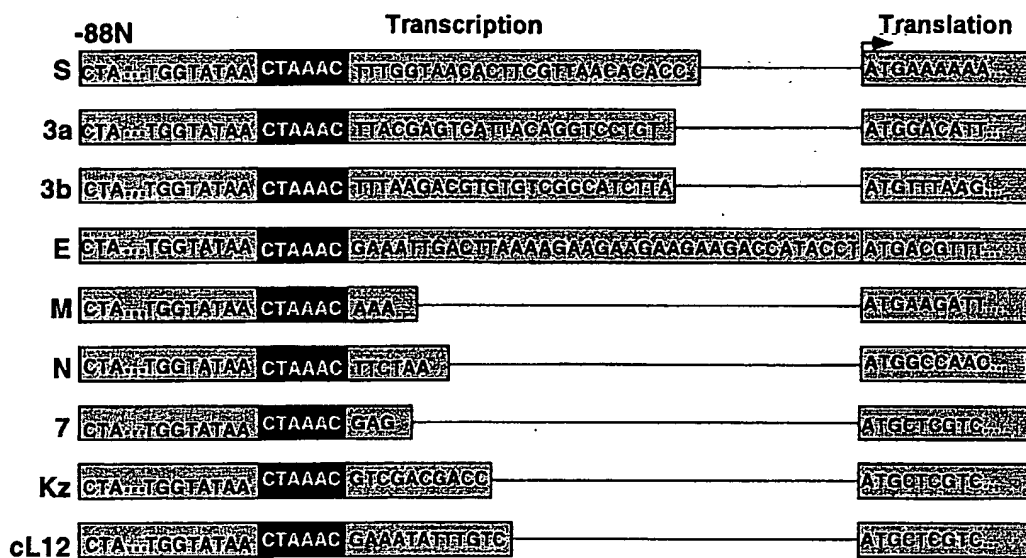 -88N Transcription Translation
S CTA...TGGTATAA CTAAAC TTTGGTAACACTTCGTTAACACACC ATGAAAAAA...
3a CTA...TGGTATAA CTAAAC TTACGAGTCATTACAGGTCCTGT ATGGACATT...
3b CTA...TGGTATAA CTAAAC TTTAAGACGTGTGTCGGCATCTTA ATGTTTAAG...
E CTA...TGGTATAA CTAAAC GAAATTGACTTAAAAGAAGAAGAAGAAGACCATACCT ATGACGTTT...
M CTA...TGGTATAA CTAAAC AAA ATGAAGATT...
N CTA...TGGTATAA CTAAAC TTCTAA ATGGCCAAC...
7 CTA...TGGTATAA CTAAAC GAG ATGCTCGTC...
Kz CTA...TGGTATAA CTAAAC GTCGACGACC ATGCTCGTC...
cL12 CTA...TGGTATAA CTAAAC GAAATATTTGTC ATGCTCGTC...